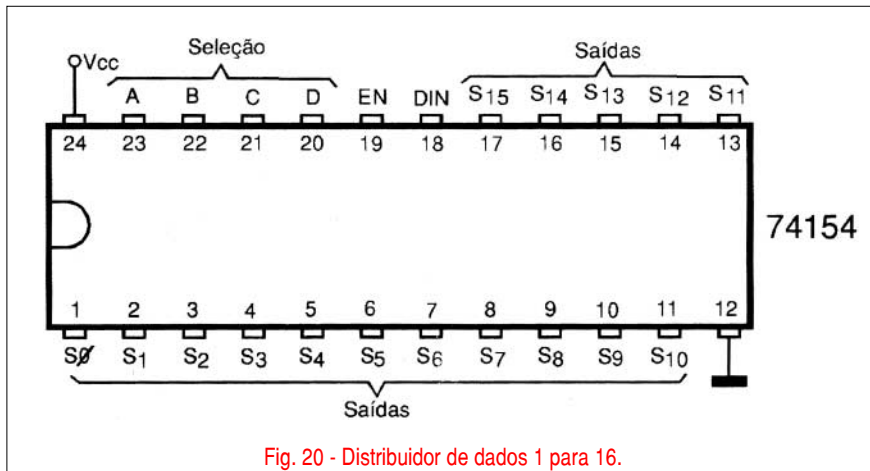 Seleção Saídas
Vcc
A B C D EN DIN S15 S14 S13 S12 S11
24 23 22 21 20 19 18 17 16 15 14 13
74154
1 2 3 4 5 6 7 8 9 10 11 12
S0 S1 S2 S3 S4 S5 S6 S7 S8 S9 S10
Saídas
Fig. 20 - Distribuidor de dados 1 para 16.